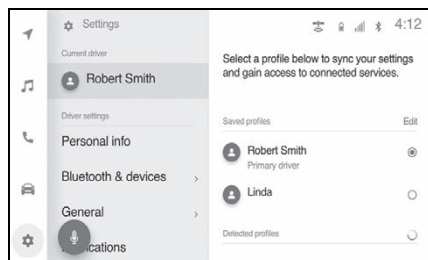 Settings
4:12
Current driver
Robert Smith
Driver settings
Personal info
Bluetooth & devices
General
Select a profile below to sync your settings
and gain access to connected services.
Saved profiles Edit
Robert Smith
Primary driver
Linda
Detected profiles